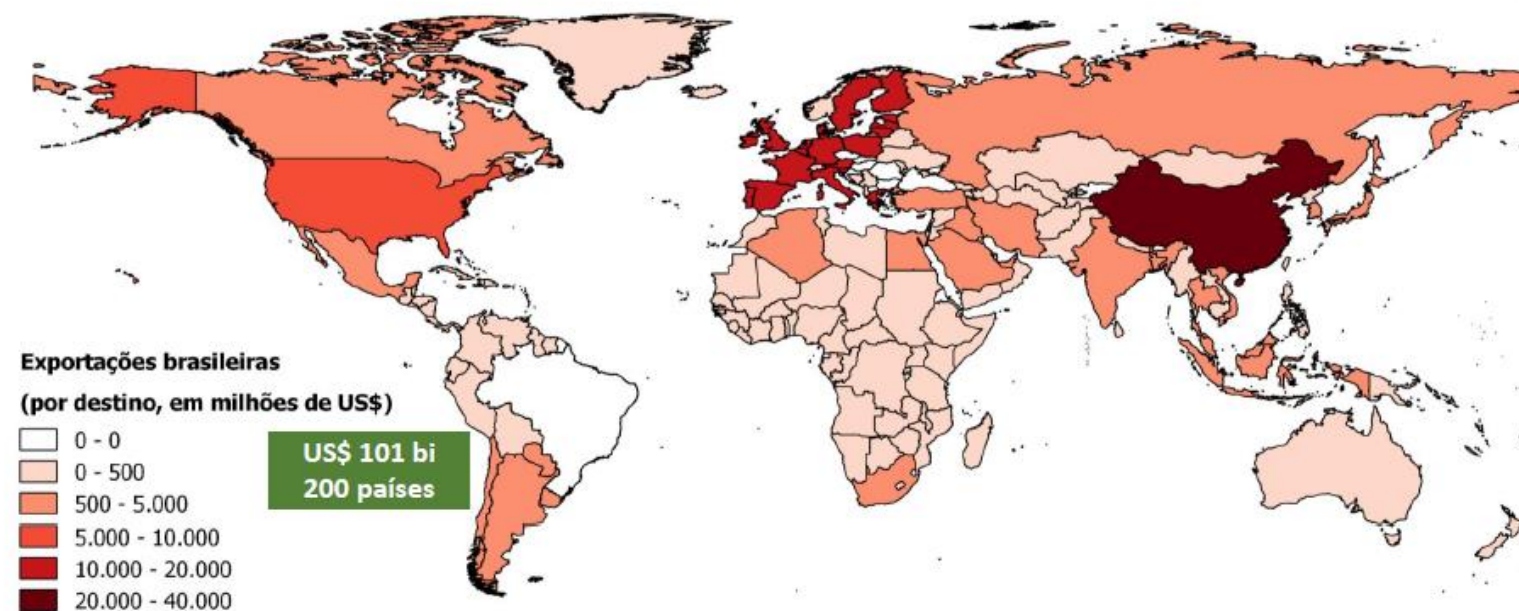 Exportações brasileiras
(por destino, em milhões de US$)
0 - 0
0 - 500
500 - 5.000
5.000 - 10.000
10.000 - 20.000
20.000 - 40.000
US$ 101 bi
200 países